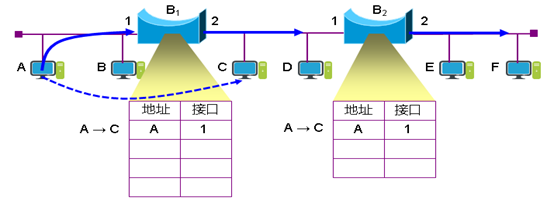 B1 B2
1 2 1 2
A B C D E F
地址 接口 地址 接口
A → C A 1 A → C A 1